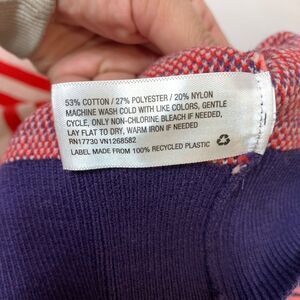 53% COTTON / 27% POLYESTER / 20% NYLON
MACHINE WASH COLD WITH LIKE COLORS, GENTLE
CYCLE, ONLY NON-CHLORINE BLEACH IF NEEDED,
LAY FLAT TO DRY, WARM IRON IF NEEDED
RN17730 VN1268582
LABEL MADE FROM 100% RECYCLED PLASTIC